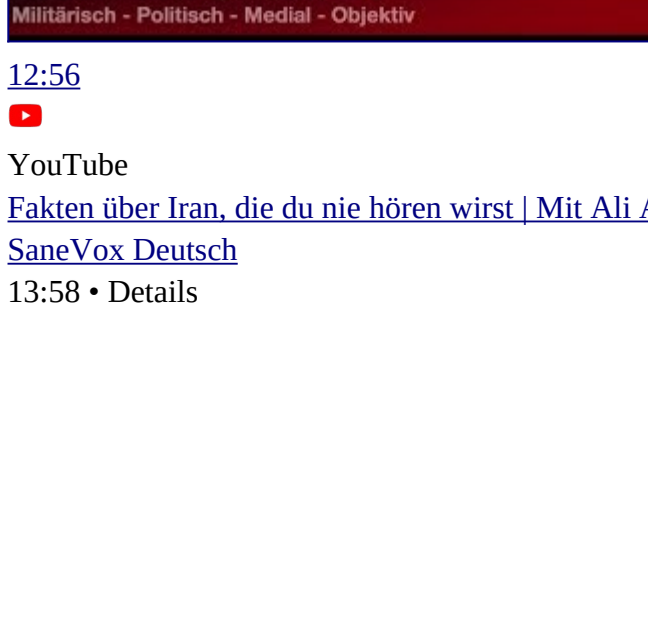 Militärisch - Politisch - Medial - Objektiv
12:56
YouTube
Fakten über Iran, die du nie hören wirst | Mit Ali
SaneVox Deutsch
13:58 • Details